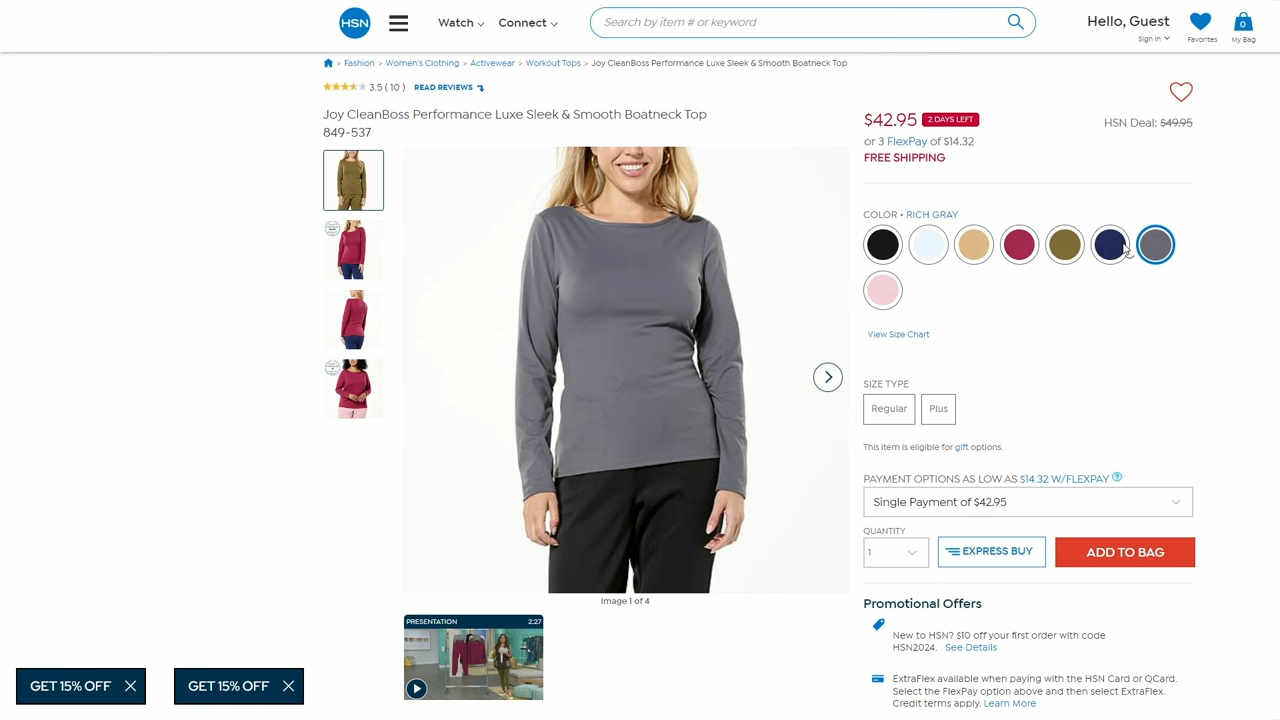 HSN
Watch
Connect
Search by item # or keyword
Hello, Guest
Sign In
Favorites
0
My Bag
> Fashion > Women's Clothing > Activewear > Workout Tops > Joy CleanBoss Performance Luxe Sleek & Smooth Boatneck Top
3.5 ( 10 ) READ REVIEWS
Joy CleanBoss Performance Luxe Sleek & Smooth Boatneck Top
849-537
$42.95 2 DAYS LEFT
HSN Deal: $49.95
or 3 FlexPay of $14.32
FREE SHIPPING
COLOR • RICH GRAY
View Size Chart
SIZE TYPE
Regular Plus
This item is eligible for gift options.
PAYMENT OPTIONS AS LOW AS $14.32 W/FLEXPAY ?
Single Payment of $42.95
QUANTITY
1
EXPRESS BUY
ADD TO BAG
Image 1 of 4
PRESENTATION 2:27
Promotional Offers
New to HSN? $10 off your first order with code
HSN2024. See Details
ExtraFlex available when paying with the HSN Card or QCard.
Select the FlexPay option above and then select ExtraFlex.
Credit terms apply. Learn More
GET 15% OFF
GET 15% OFF